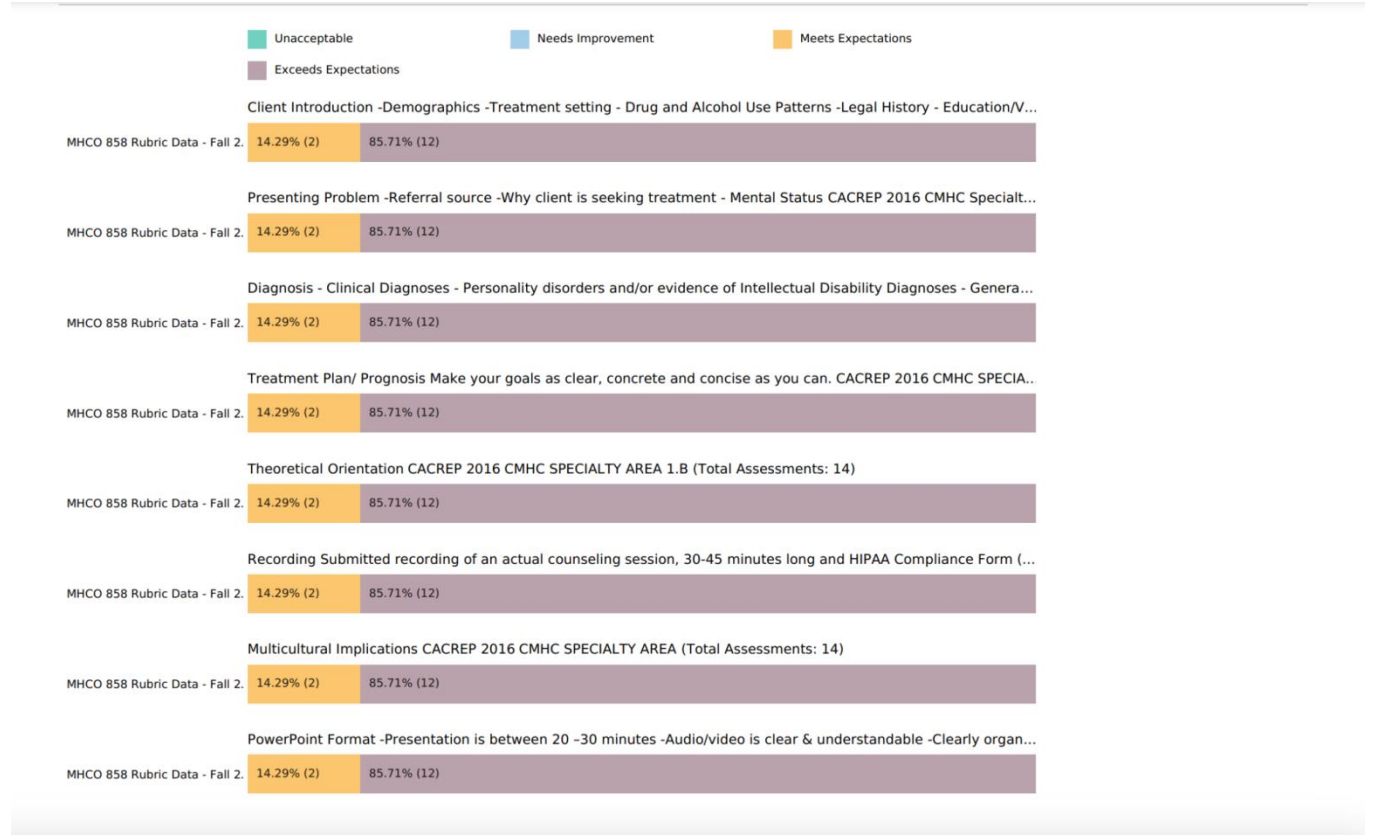 Unacceptable Needs Improvement Meets Expectations
Exceeds Expectations
Client Introduction -Demographics -Treatment setting - Drug and Alcohol Use Patterns -Legal History - Education/V...
MHCO 858 Rubric Data - Fall 2. 14.29% (2) 85.71% (12)
Presenting Problem -Referral source -Why client is seeking treatment - Mental Status CACREP 2016 CMHC Specialt...
MHCO 858 Rubric Data - Fall 2. 14.29% (2) 85.71% (12)
Diagnosis - Clinical Diagnoses - Personality disorders and/or evidence of Intellectual Disability Diagnoses - Genera...
MHCO 858 Rubric Data - Fall 2. 14.29% (2) 85.71% (12)
Treatment Plan/ Prognosis Make your goals as clear, concrete and concise as you can. CACREP 2016 CMHC SPECIA..
MHCO 858 Rubric Data - Fall 2. 14.29% (2) 85.71% (12)
Theoretical Orientation CACREP 2016 CMHC SPECIALTY AREA 1.B (Total Assessments: 14)
MHCO 858 Rubric Data - Fall 2. 14.29% (2) 85.71% (12)
Recording Submitted recording of an actual counseling session, 30-45 minutes long and HIPAA Compliance Form (...
MHCO 858 Rubric Data - Fall 2. 14.29% (2) 85.71% (12)
Multicultural Implications CACREP 2016 CMHC SPECIALTY AREA (Total Assessments: 14)
MHCO 858 Rubric Data - Fall 2. 14.29% (2) 85.71% (12)
PowerPoint Format -Presentation is between 20 –30 minutes -Audio/video is clear & understandable -Clearly organ...
MHCO 858 Rubric Data - Fall 2. 14.29% (2) 85.71% (12)